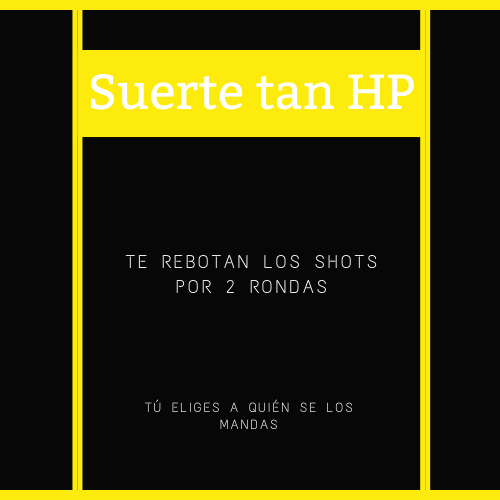 Suerte tan HP
TE REBOTAN LOS SHOTS
POR 2 RONDAS
TÚ ELIGES A QUIÉN SE LOS
MANDAS